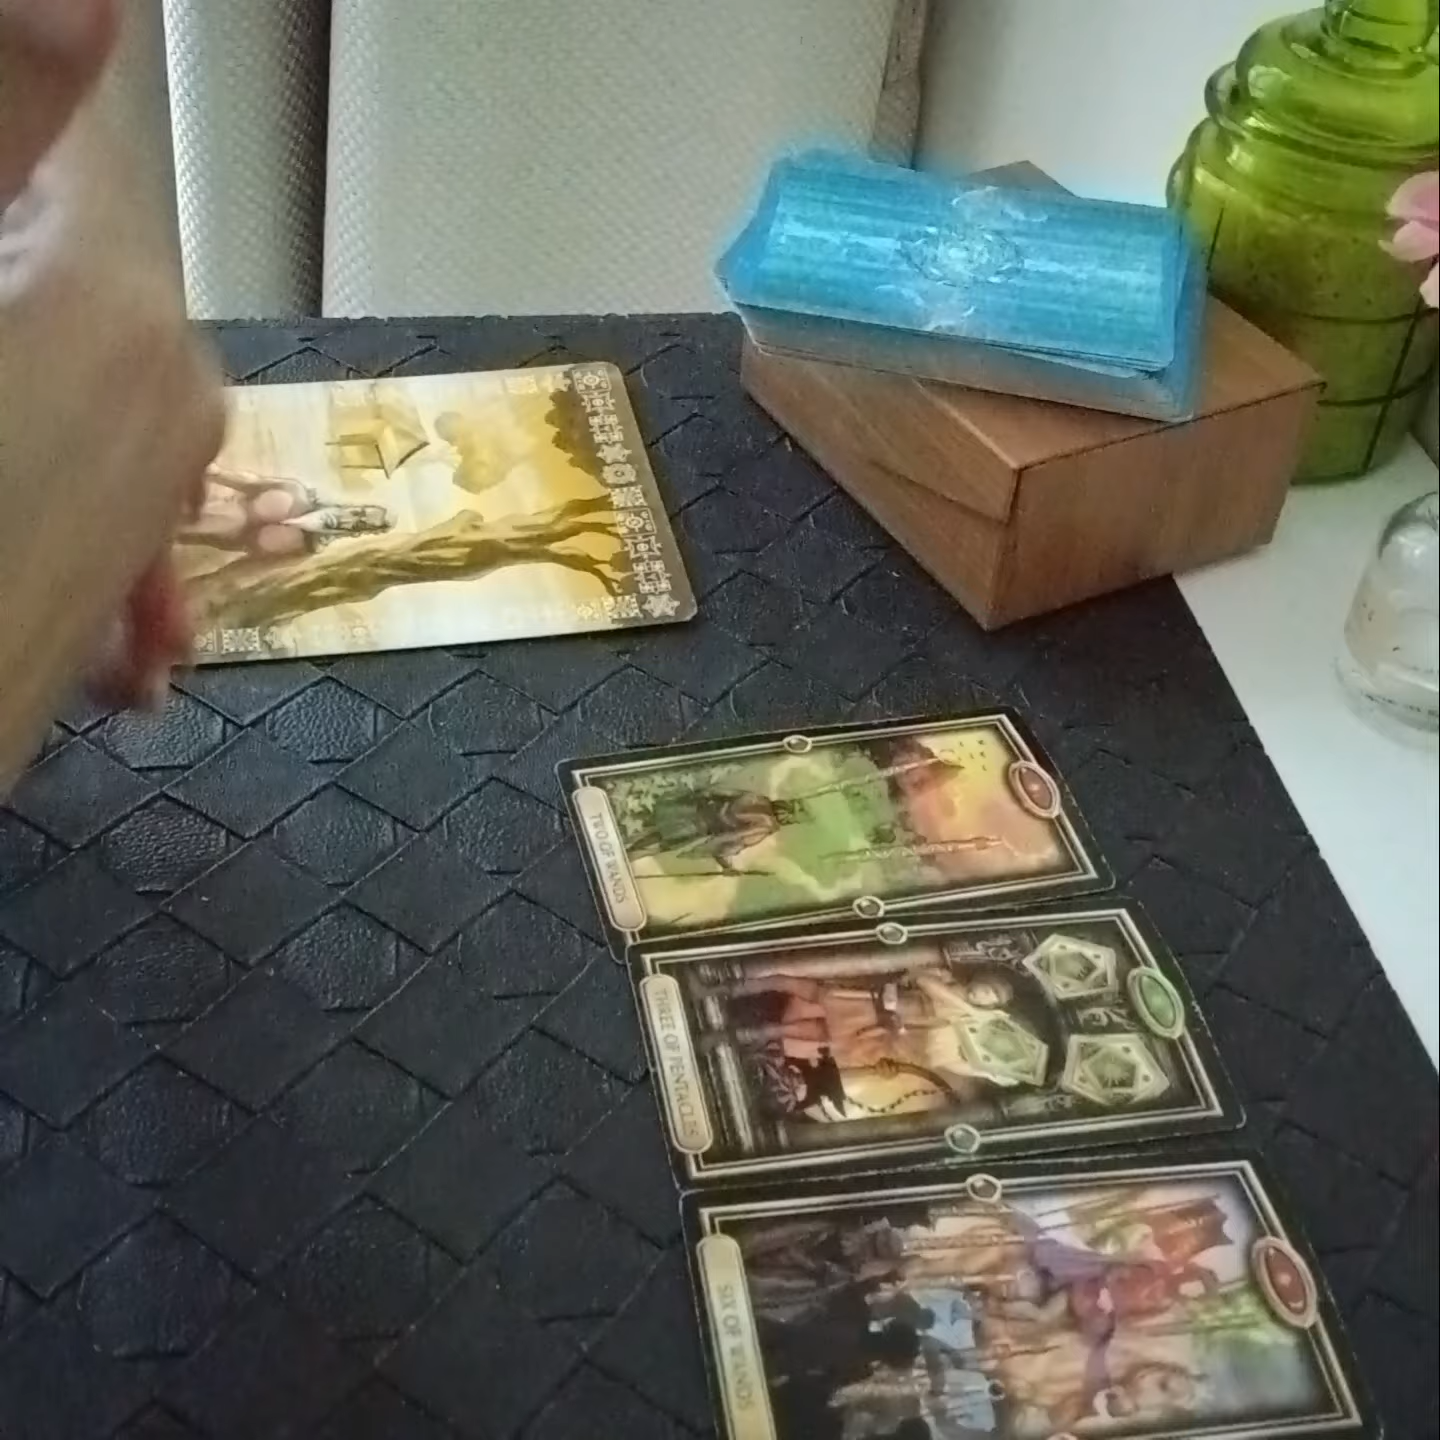 TWO OF WANDS
THREE OF PENTACLES
SIX OF WANDS